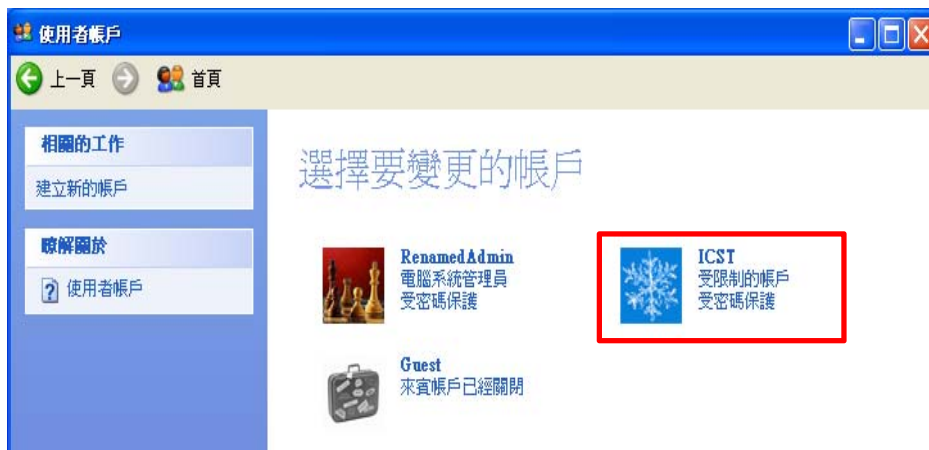 使用者帳戶
上一頁 首頁
相關的工作
建立新的帳戶
瞭解關於
使用者帳戶
選擇要變更的帳戶
RenamedAdmin
電腦系統管理員
受密碼保護
ICST
受限制的帳戶
受密碼保護
Guest
來賓帳戶已經關閉